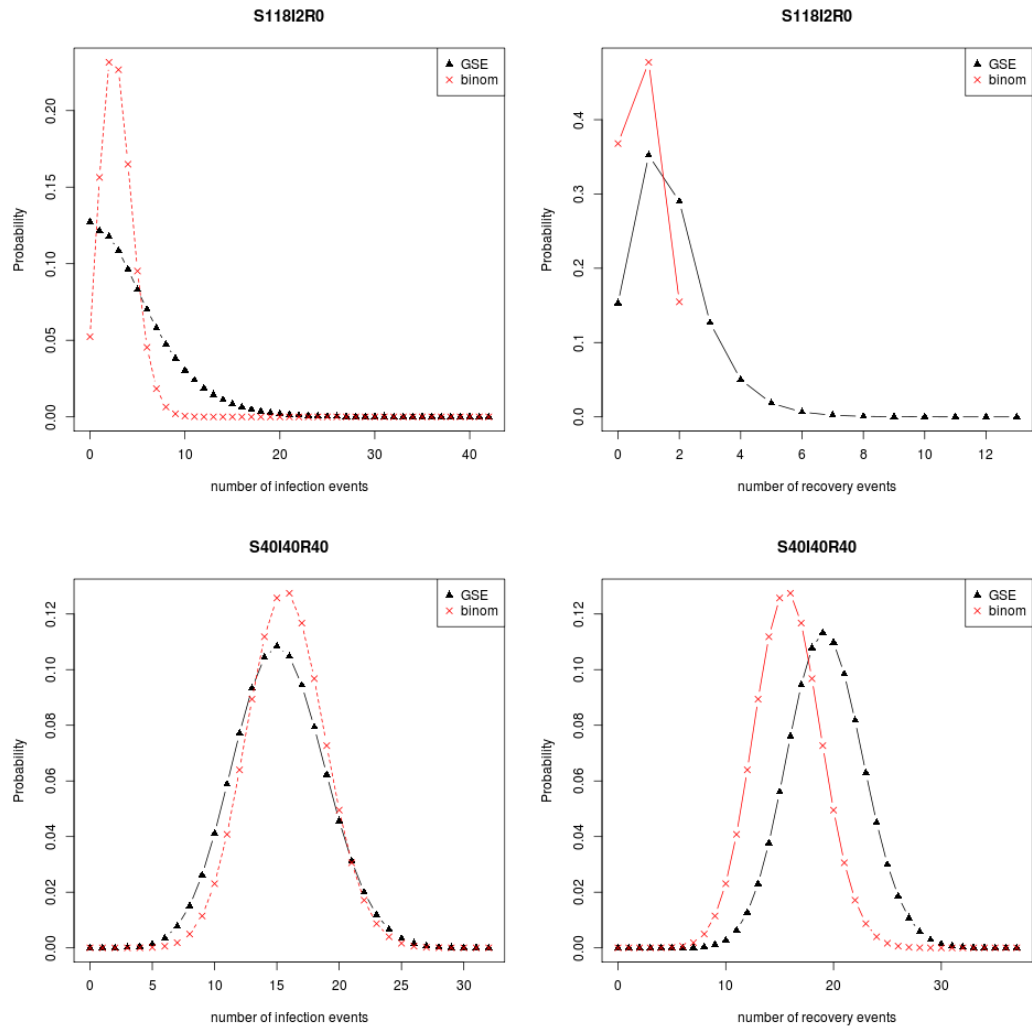 S118I2R0
GSE
binom
Probability
0.00 0.05 0.10 0.15 0.20
0 10 20 30 40
number of infection events
S118I2R0
GSE
binom
Probability
0.0 0.1 0.2 0.3 0.4
0 2 4 6 8 10 12
number of recovery events
S40I40R40
GSE
binom
Probability
0.00 0.02 0.04 0.06 0.08 0.10 0.12
0 5 10 15 20 25 30
number of infection events
S40I40R40
GSE
binom
Probability
0.00 0.02 0.04 0.06 0.08 0.10 0.12
0 10 20 30
number of recovery events